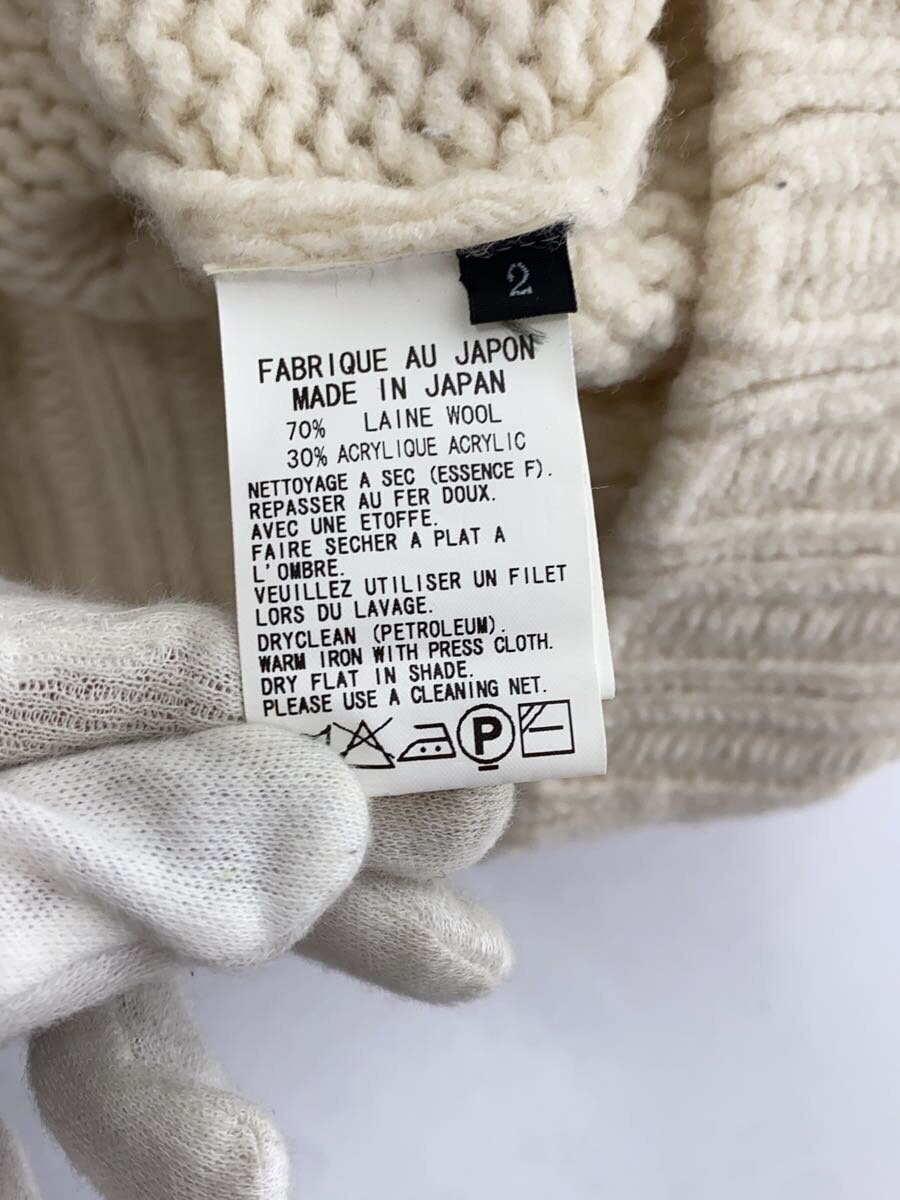 2
FABRIQUE AU JAPON
MADE IN JAPAN
70% LAINE WOOL
30% ACRYLIQUE ACRYLIC
NETTOYAGE A SEC (ESSENCE F).
REPASSER AU FER DOUX.
AVEC UNE ETOFFE.
FAIRE SECHER A PLAT A
L'OMBRE.
VEUILLEZ UTILISER UN FILET
LORS DU LAVAGE.
DRYCLEAN (PETROLEUM).
WARM IRON WITH PRESS CLOTH.
DRY FLAT IN SHADE.
PLEASE USE A CLEANING NET.
P